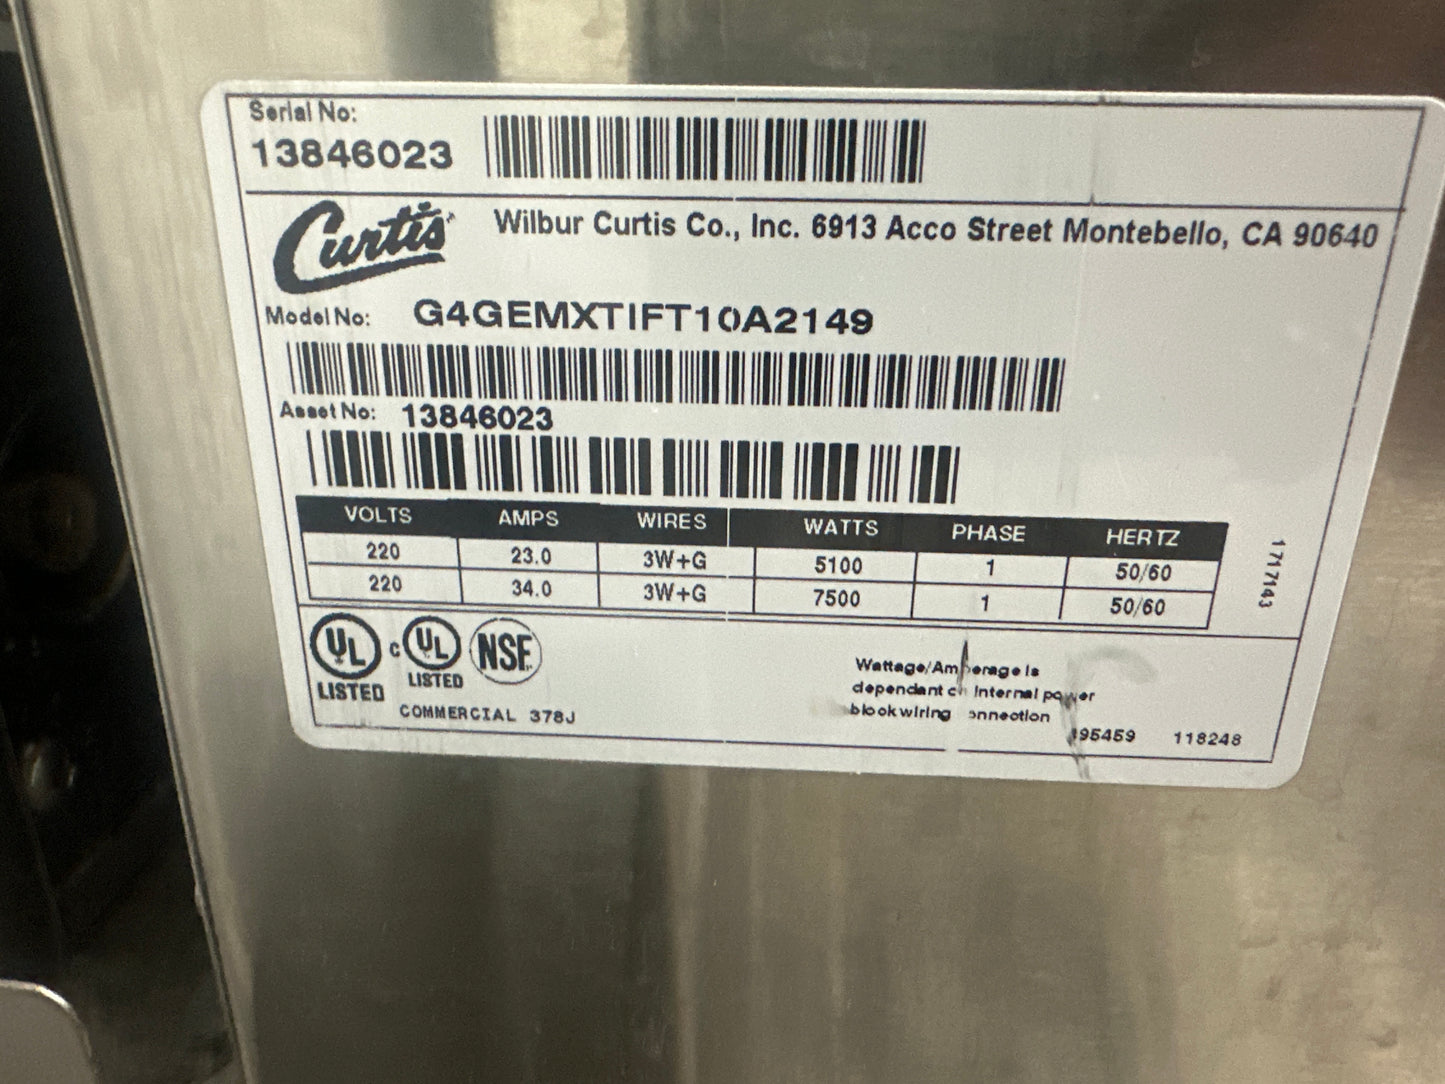 Serial No:
13846023
Curtis
Wilbur Curtis Co., Inc. 6913 Acco Street Montebello, CA 90640
Model No: G4GEMXTIFT10A2149
Asset No: 13846023
VOLTS AMPS WIRES WATTS PHASE HERTZ
220 23.0 3W+G 5100 1 50/60
220 34.0 3W+G 7500 1 50/60
1717143
UL LISTED
c UL LISTED
NSF
COMMERCIAL 378J
Wattage/Amperage is
dependant on internal power
block wiring
195459 118248